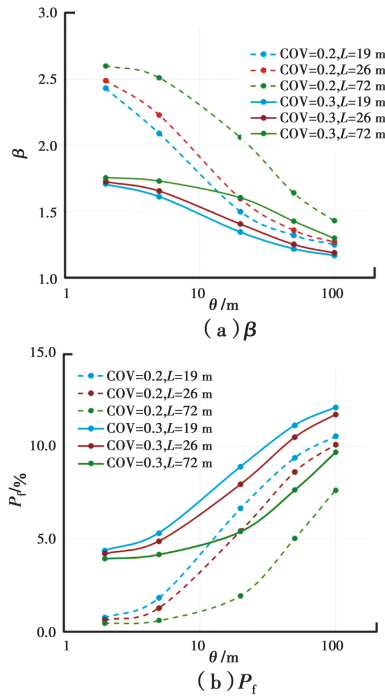 β
3.0
2.5
2.0
1.5
1.0
β
COV=0.2,L=19 m
COV=0.2,L=26 m
COV=0.2,L=72 m
COV=0.3,L=19 m
COV=0.3,L=26 m
COV=0.3,L=72 m
1 10 100
θ/m
(a)β
15.0
10.0
5.0
0.0
Pf/%
COV=0.2,L=19 m
COV=0.2,L=26 m
COV=0.2,L=72 m
COV=0.3,L=19 m
COV=0.3,L=26 m
COV=0.3,L=72 m
1 10 100
θ/m
(b)Pf